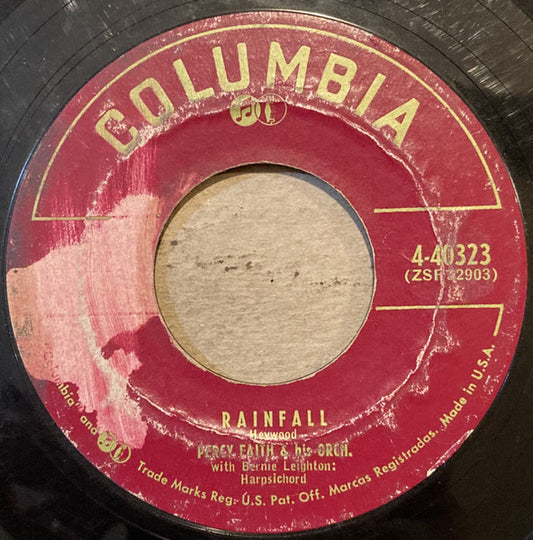 COLUMBIA
4-40323
(ZSP 32903)
RAINFALL
Heywood
PERCY FAITH & his ORCH.
with Bernie Leighton:
Harpsichord
and Trade Marks Reg. U.S. Pat. Off. Marcas Registradas. Made in U.S.A.